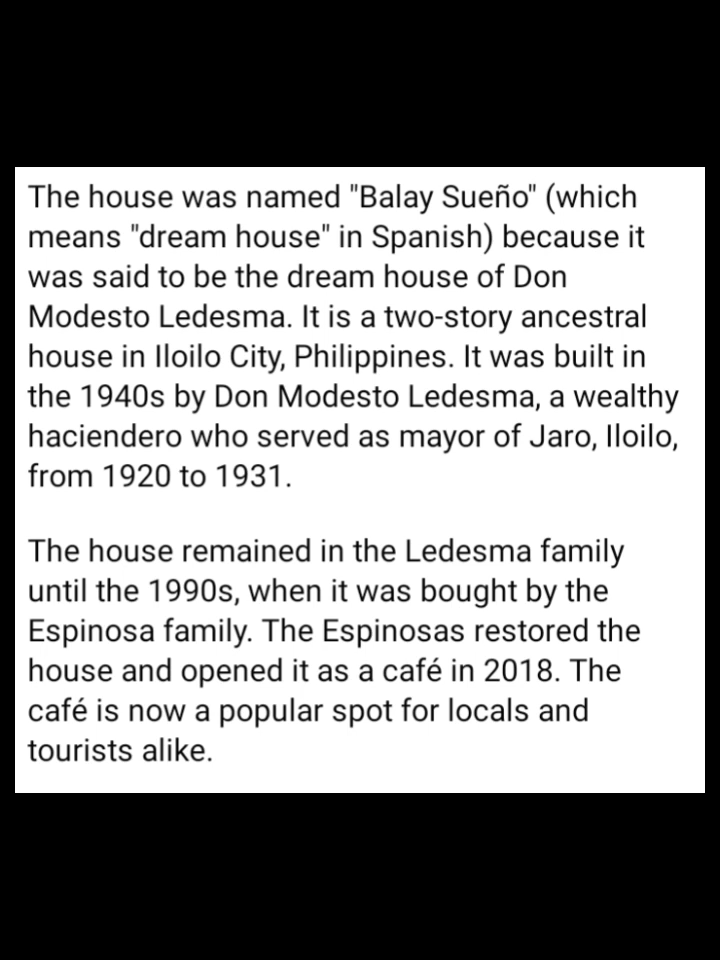 The house was named "Balay Sueño" (which
means "dream house" in Spanish) because it
was said to be the dream house of Don
Modesto Ledesma. It is a two-story ancestral
house in Iloilo City, Philippines. It was built in
the 1940s by Don Modesto Ledesma, a wealthy
haciendero who served as mayor of Jaro, Iloilo,
from 1920 to 1931.
The house remained in the Ledesma family
until the 1990s, when it was bought by the
Espinosa family. The Espinosas restored the
house and opened it as a café in 2018. The
café is now a popular spot for locals and
tourists alike.